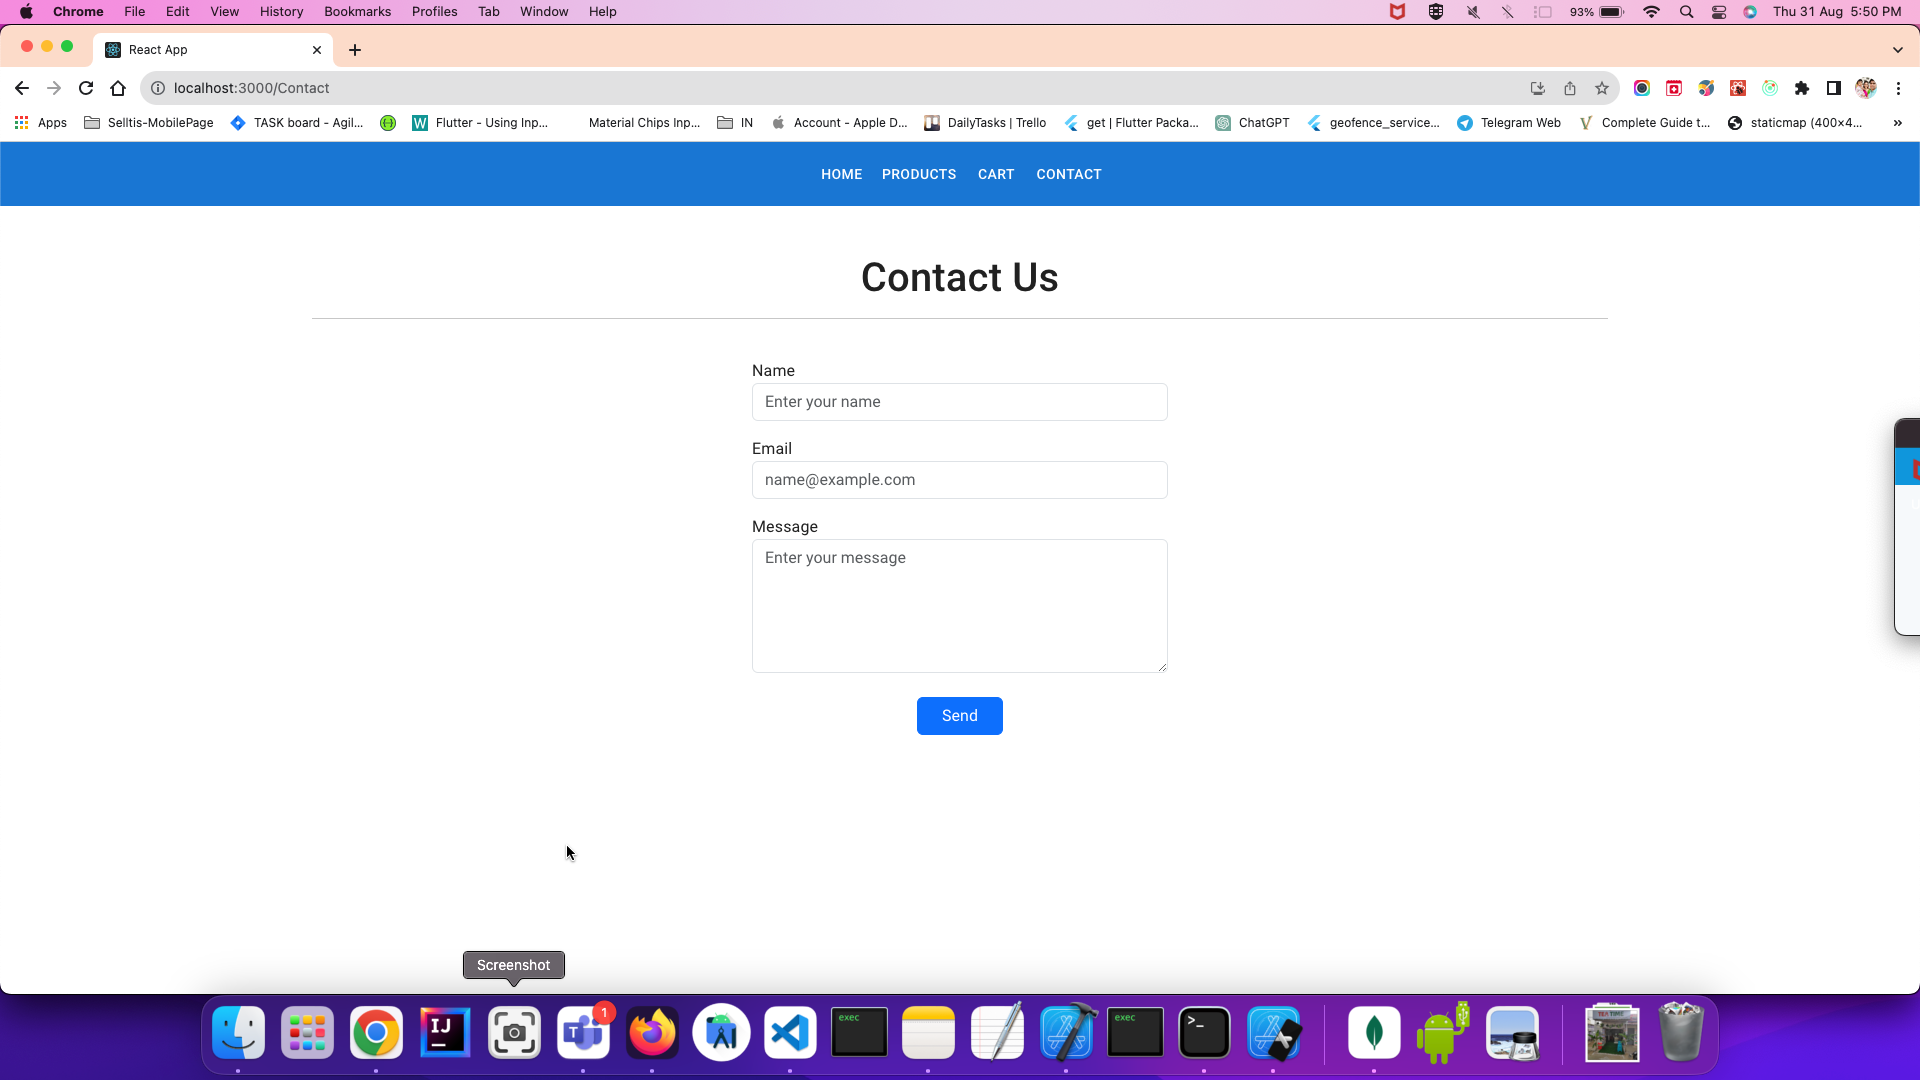 Chrome File Edit View History Bookmarks Profiles Tab Window Help 93% Thu 31 Aug 5:50 PM
React App
localhost:3000/Contact
Apps Selltis-MobilePage TASK board - Agil... Flutter - Using Inp... Material Chips Inp... IN Account - Apple D... DailyTasks | Trello get | Flutter Packa... ChatGPT geofence_service... Telegram Web Complete Guide t... staticmap (400×4... »
HOME PRODUCTS CART CONTACT
Contact Us
Name
Enter your name
Email
name@example.com
Message
Enter your message
Send
Screenshot
IJ
1
exec
exec
>_